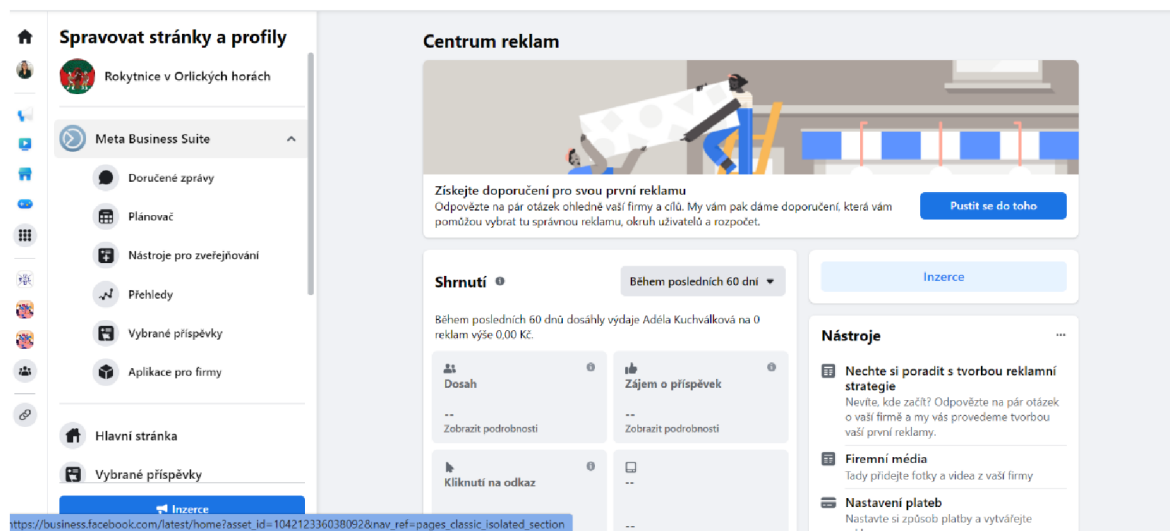 Spravovat stránky a profily
Rokytnice v Orlických horách
Meta Business Suite
Doručené zprávy
Plánovač
Nástroje pro zveřejňování
Přehledy
Vybrané příspěvky
Aplikace pro firmy
Hlavní stránka
Vybrané příspěvky
Inzerce
https://business.facebook.com/latest/home?asset_id=104212336038092&nav_ref=pages_classic_isolated_section
Centrum reklam
Získejte doporučení pro svou první reklamu
Odpovězte na pár otázek ohledně vaší firmy a cílů. My vám pak dáme doporučení, která vám
pomůžou vybrat tu správnou reklamu, okruh uživatelů a rozpočet.
Pustit se do toho
Shrnutí
Během posledních 60 dní
Během posledních 60 dnů dosáhly výdaje Adéla Kuchválková na 0
reklam výše 0,00 Kč.
Dosah
--
Zobrazit podrobnosti
Zájem o příspěvek
--
Zobrazit podrobnosti
Kliknutí na odkaz
--
--
Inzerce
Nástroje
Nechte si poradit s tvorbou reklamní
strategie
Nevíte, kde začít? Odpovězte na pár otázek
o vaší firmě a my vás provedeme tvorbou
vaší první reklamy.
Firemní média
Tady přidejte fotky a videa z vaší firmy
Nastavení plateb
Nastavte si způsob platby a vytvářejte